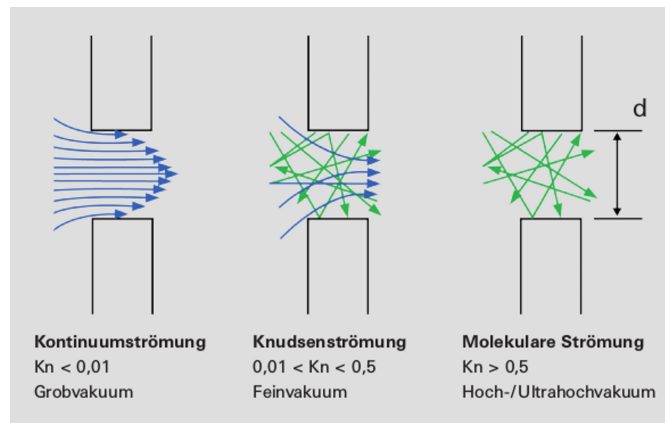 d
Kontinuumströmung
Kn < 0,01
Grobvakuum
Knudsenströmung
0,01 < Kn < 0,5
Feinvakuum
Molekulare Strömung
Kn > 0,5
Hoch-/Ultrahochvakuum